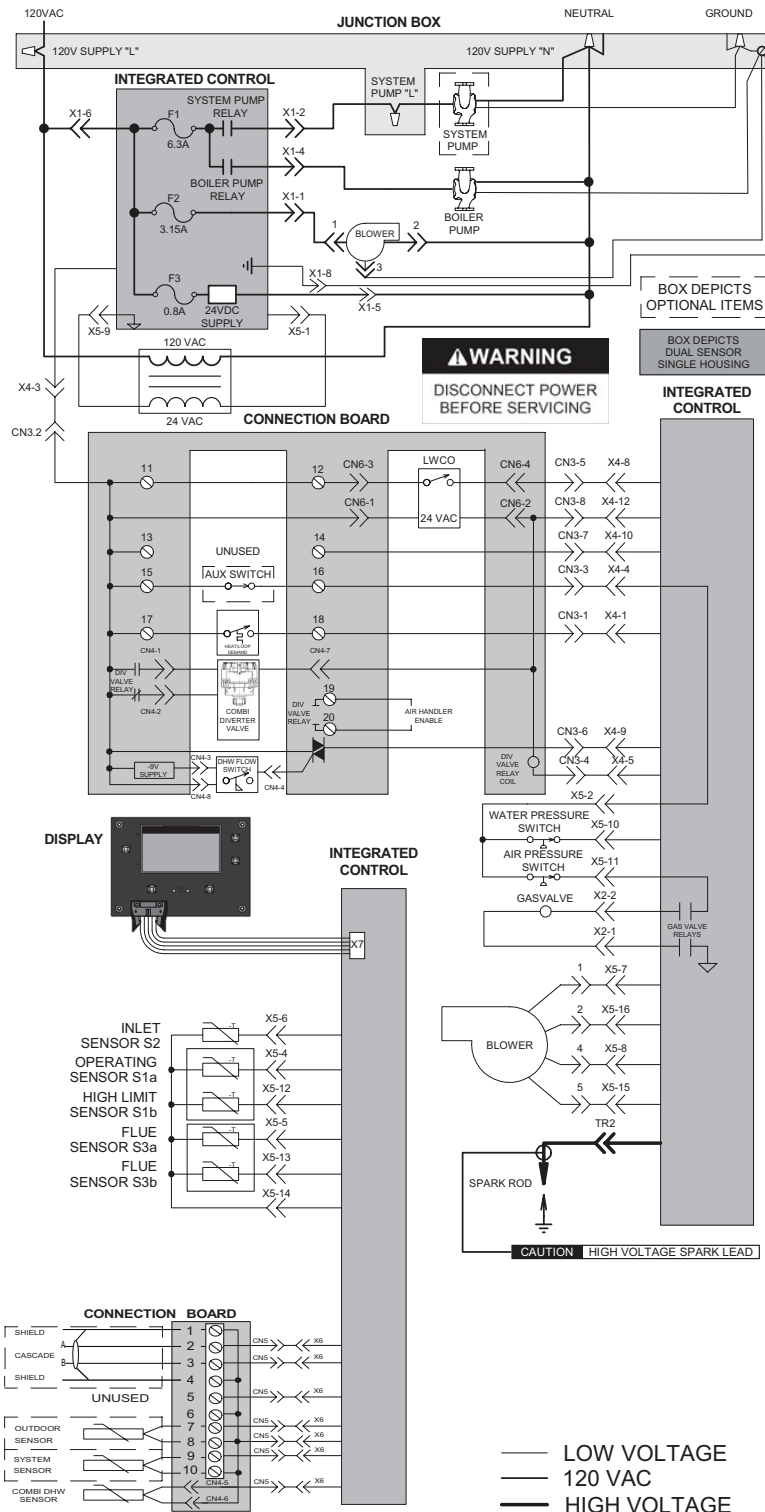 120VAC
NEUTRAL
GROUND
JUNCTION BOX
120V SUPPLY "L"
120V SUPPLY "N"
INTEGRATED CONTROL
SYSTEM
PUMP "L"
SYSTEM PUMP
RELAY
F1
6.3A
X1-6
X1-2
SYSTEM
PUMP
X1-4
BOILER PUMP
RELAY
BOILER
PUMP
F2
3.15A
X1-1
1
BLOWER
2
3
X1-8
F3
0.8A
24VDC
SUPPLY
X1-5
BOX DEPICTS
OPTIONAL ITEMS
X5-9
X5-1
120 VAC
24 VAC
BOX DEPICTS
DUAL SENSOR
SINGLE HOUSING
WARNING
DISCONNECT POWER
BEFORE SERVICING
X4-3
CN3.2
CONNECTION BOARD
INTEGRATED
CONTROL
11
12
CN6-3
LWCO
CN6-4
CN3-5
X4-8
CN6-1
24 VAC
CN6-2
CN3-8
X4-12
13
14
CN3-7
X4-10
UNUSED
15
AUX SWITCH
16
CN3-3
X4-4
17
HEAT/LOOP
DEMAND
18
CN3-1
X4-1
CN4-1
CN4-7
DIV
VALVE
RELAY
CN4-2
COMBI
DIVERTER
VALVE
DIV
VALVE
RELAY
19
20
AIR HANDLER
ENABLE
-9V
SUPPLY
CN4-3
DHW FLOW
SWITCH
CN4-8
CN4-4
DIV
VALVE
RELAY
COIL
CN3-6
X4-9
CN3-4
X4-5
X5-2
WATER PRESSURE
SWITCH
X5-10
AIR PRESSURE
SWITCH
X5-11
GASVALVE
X2-2
X2-1
GAS VALVE
RELAYS
DISPLAY
INTEGRATED
CONTROL
X7
1
X5-7
2
X5-16
BLOWER
4
X5-8
5
X5-15
TR2
SPARK ROD
CAUTION HIGH VOLTAGE SPARK LEAD
INLET
SENSOR S2
-T
X5-6
OPERATING
SENSOR S1a
-T
X5-4
HIGH LIMIT
SENSOR S1b
-T
X5-12
FLUE
SENSOR S3a
-T
X5-5
FLUE
SENSOR S3b
-T
X5-13
X5-14
CONNECTION BOARD
SHIELD
1
CASCADE
A
2
CN5
X6
B
3
CN5
X6
SHIELD
4
UNUSED
5
CN5
X6
6
OUTDOOR
SENSOR
7
CN5
X6
8
CN5
X6
SYSTEM
SENSOR
9
CN5
X6
10
COMBI DHW
SENSOR
CN4-5
CN5
X6
CN4-6
LOW VOLTAGE
120 VAC
HIGH VOLTAGE